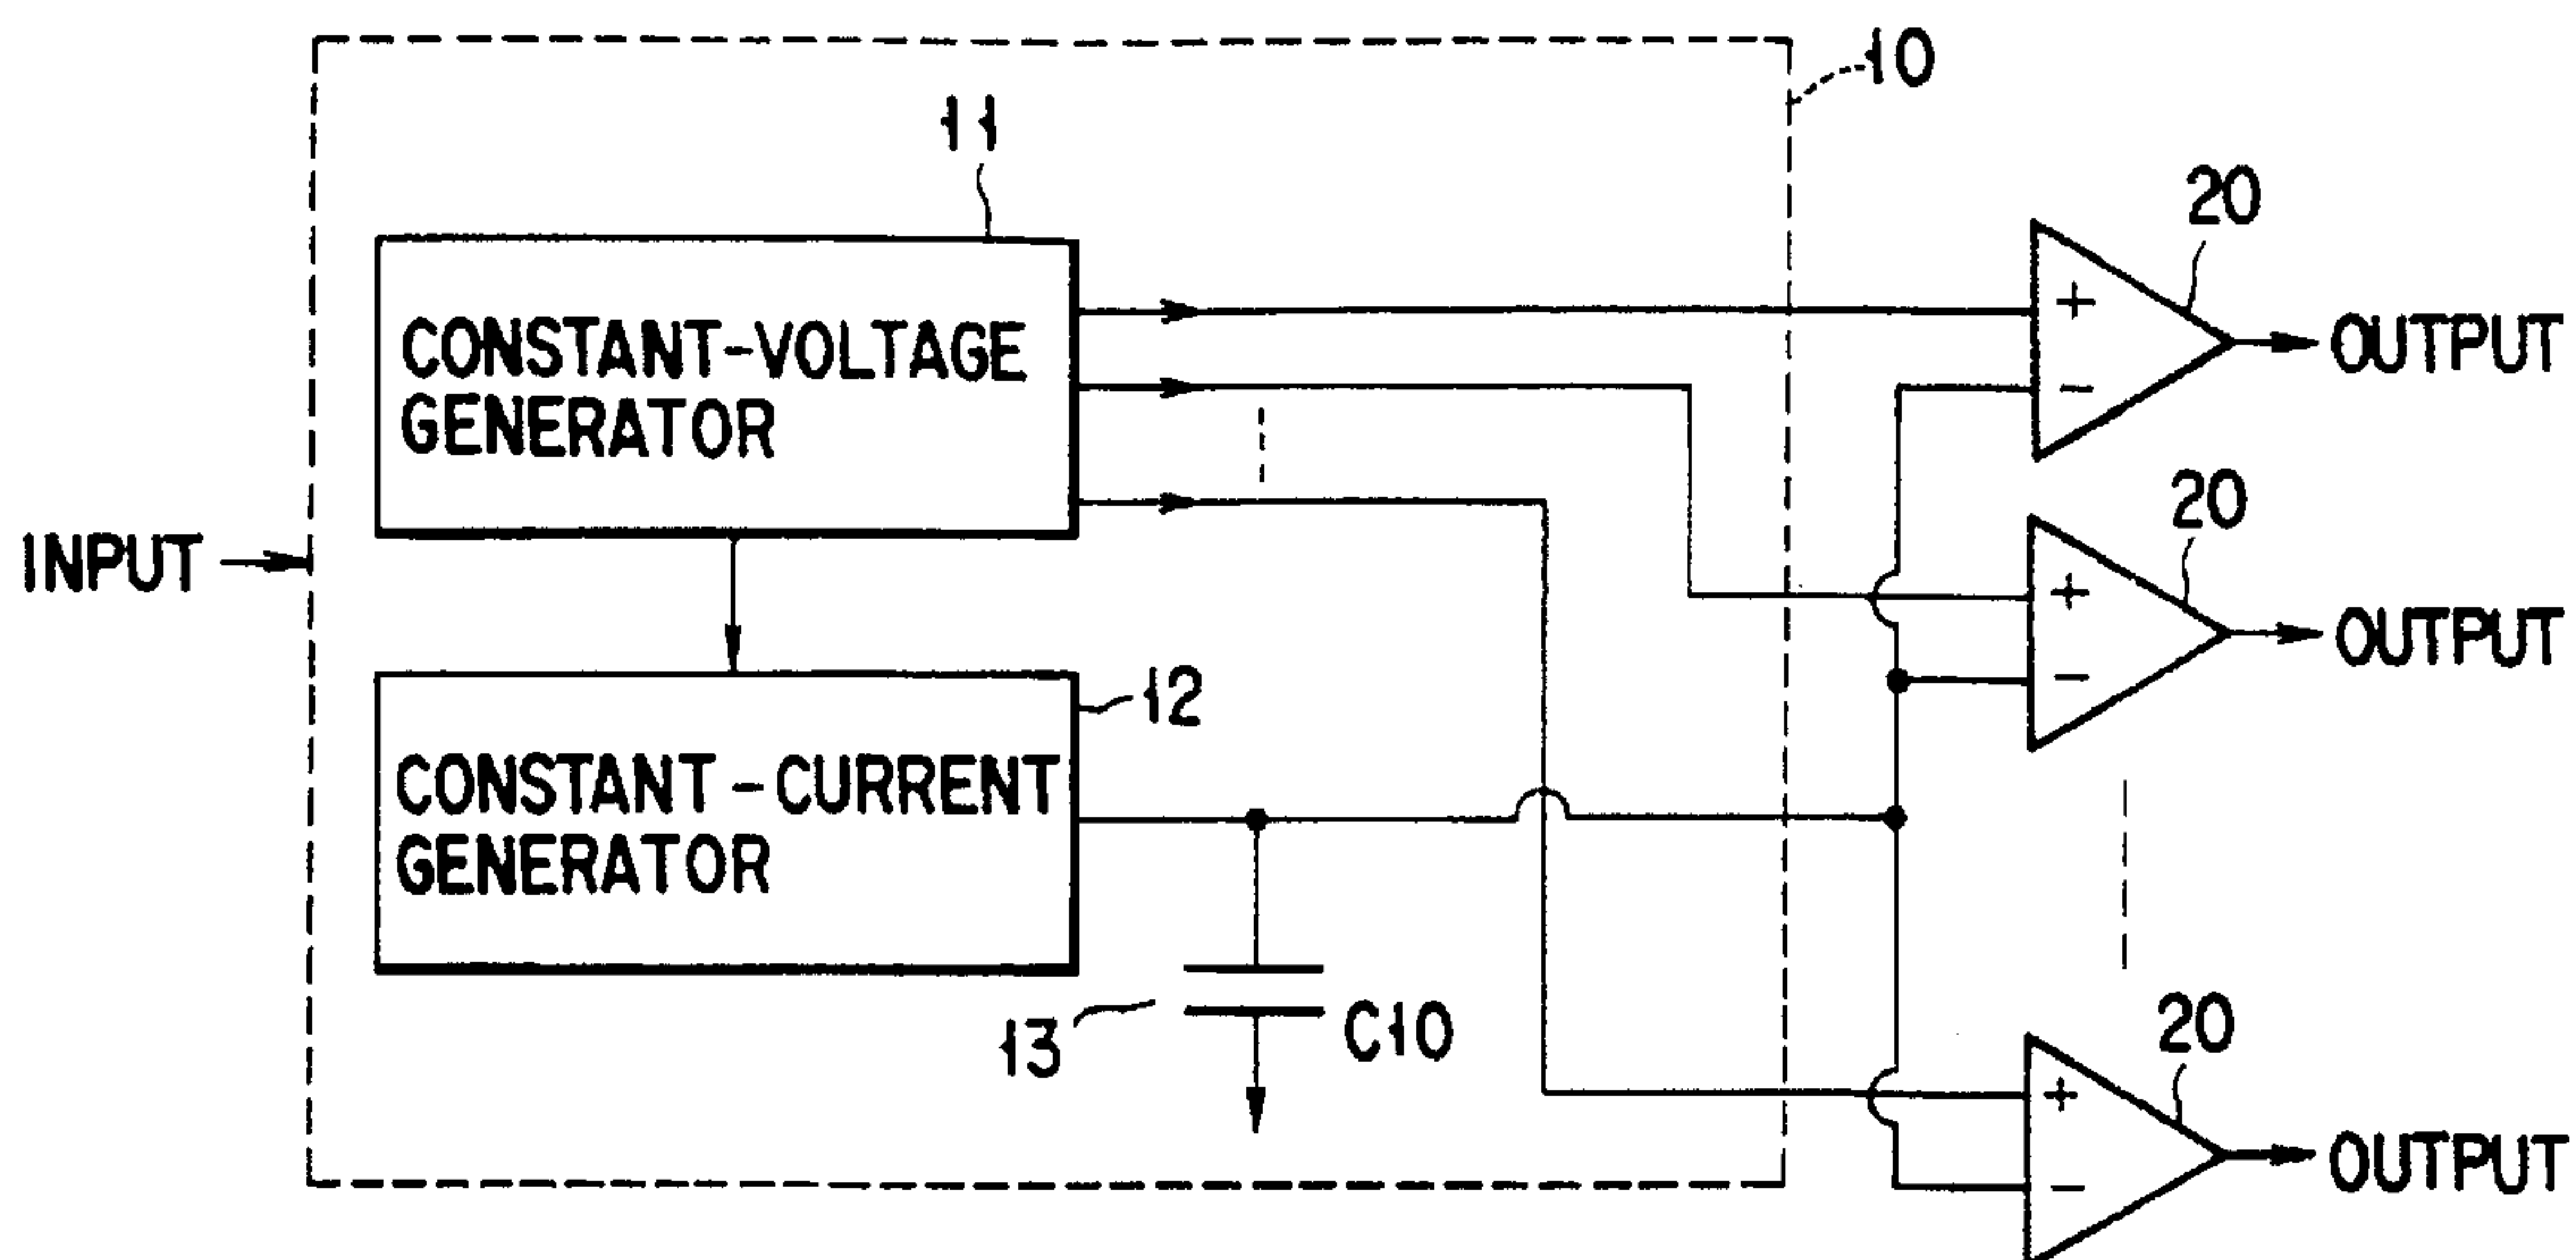 10
11
20
+
-
OUTPUT
CONSTANT-VOLTAGE
GENERATOR
20
INPUT
+
-
OUTPUT
12
CONSTANT-CURRENT
GENERATOR
13
C10
20
+
-
OUTPUT